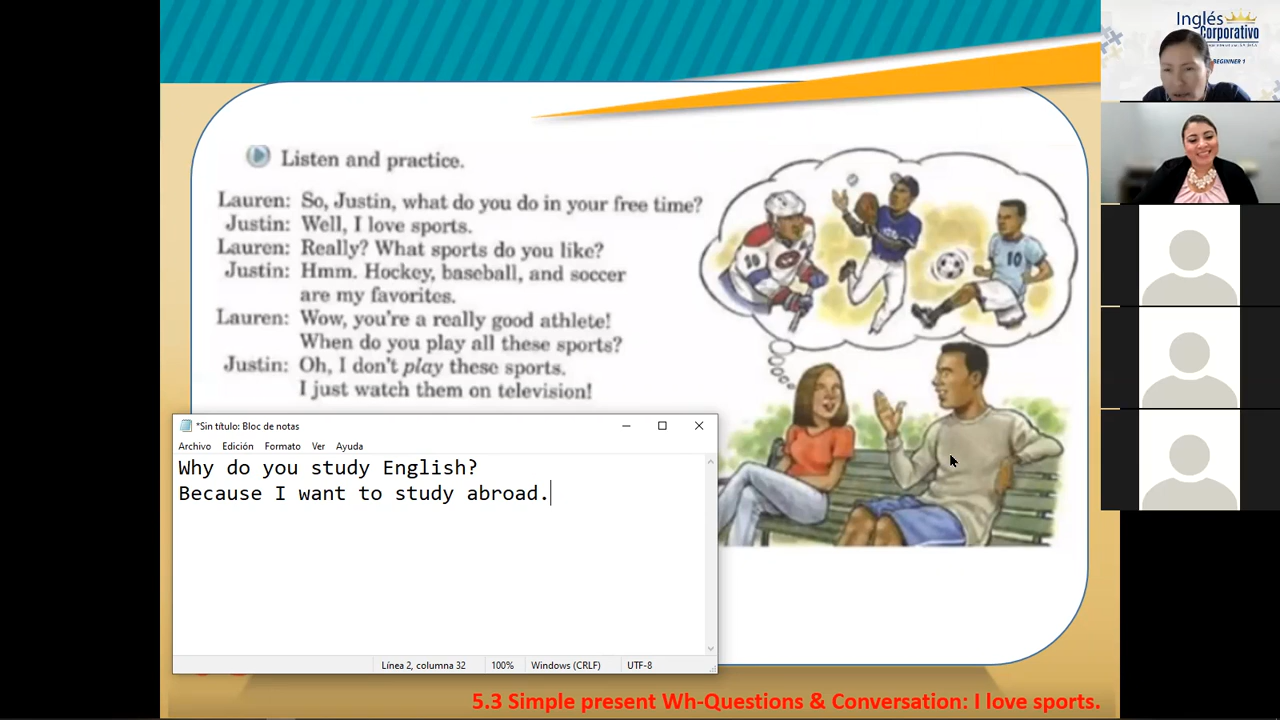 Inglés
Corporativo
BEGINNER 1
Listen and practice.
Lauren: So, Justin, what do you do in your free time?
Justin: Well, I love sports.
Lauren: Really? What sports do you like?
Justin: Hmm. Hockey, baseball, and soccer
are my favorites.
Lauren: Wow, you're a really good athlete!
When do you play all these sports?
Justin: Oh, I don't play these sports.
I just watch them on television!
10
10
*Sin título: Bloc de notas
Archivo Edición Formato Ver Ayuda
Why do you study English?
Because I want to study abroad.
Línea 2, columna 32 100% Windows (CRLF) UTF-8
5.3 Simple present Wh-Questions & Conversation: I love sports.